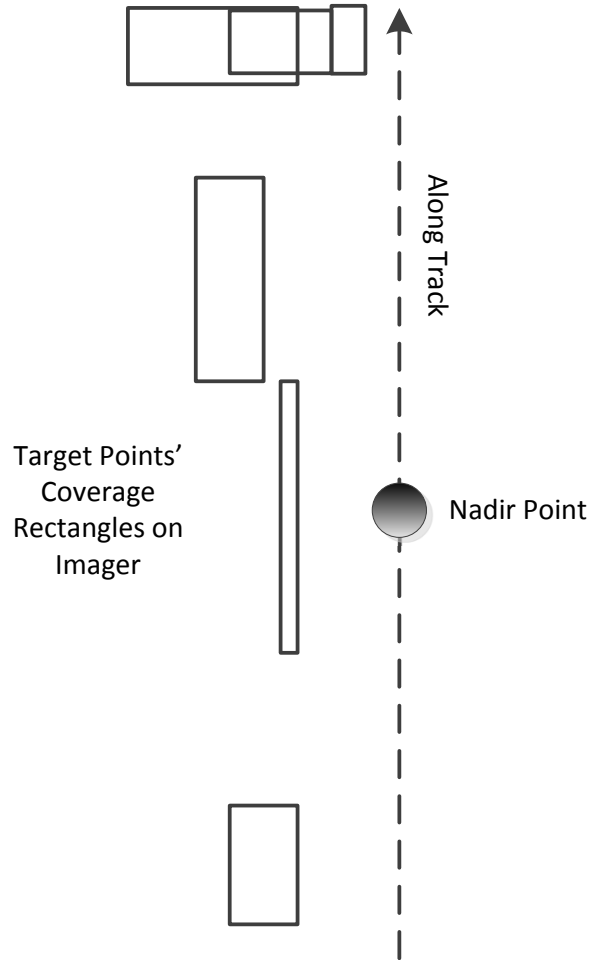 Along Track
Target Points’
Coverage
Rectangles on
Imager
Nadir Point